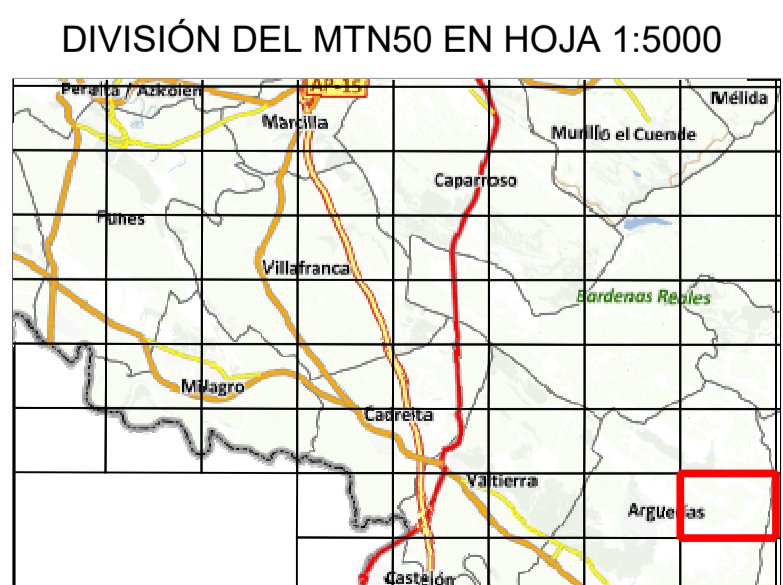 DIVISIÓN DEL MTN50 EN HOJA 1:5000
Peralta / Azkoien
AP-15
Mélida
Marcilla
Murillo el Cuende
Caparroso
Funes
Villafranca
Bardenas Reales
Milagro
Cadreita
Valtierra
Arguedas
Castejón